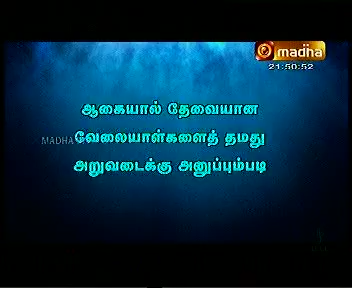 madha
21:50:52
ஆகையால் தேவையான
MADHA வேலையாள்களைத் தமது
அறுவடைக்கு அனுப்பும்படி